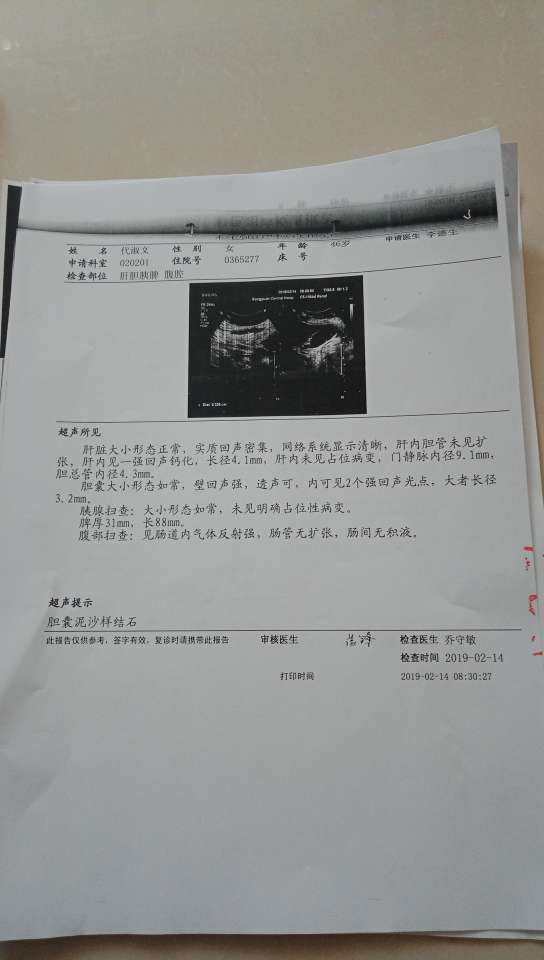 姓 名 代淑文 性 别 女 年 龄 46岁 申请医生 李德生
申请科室 020201 住院号 0365277 床 号
检查部位 肝胆胰脾 腹腔
超声所见
肝脏大小形态正常，实质回声密集，网络系统显示清晰，肝内胆管未见扩
张，肝内见一强回声钙化，长径4.1mm，肝内未见占位病变，门静脉内径9.1mm，
胆总管内径4.3mm。
胆囊大小形态如常，壁回声强，透声可，内可见2个强回声光点，大者长径
3.2mm。
胰腺扫查：大小形态如常，未见明确占位性病变。
脾厚31mm，长88mm。
腹部扫查：见肠道内气体反射强，肠管无扩张，肠间无积液。
超声提示
胆囊泥沙样结石
此报告仅供参考，签字有效，复诊时请携带此报告 审核医生 检查医生 乔守敏
检查时间 2019-02-14
打印时间 2019-02-14 08:30:27